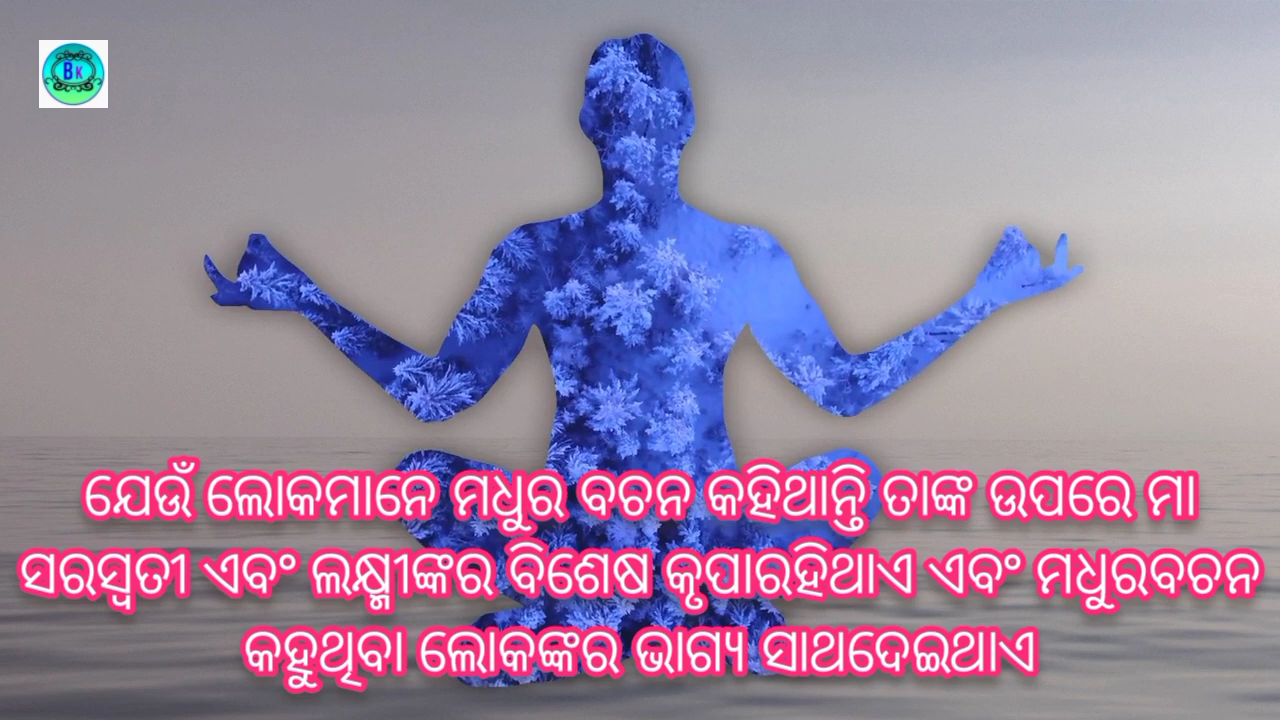 BK
ଯେଉଁ ଲୋକମାନେ ମଧୁର ବଚନ କହିଥାନ୍ତି ତାଙ୍କ ଉପରେ ମା
ସରସ୍ୱତୀ ଏବଂ ଲକ୍ଷ୍ମୀଙ୍କର ବିଶେଷ କୃପାରହିଥାଏ ଏବଂ ମଧୁରବଚନ
କହୁଥିବା ଲୋକଙ୍କର ଭାଗ୍ୟ ସାଥଦେଇଥାଏ